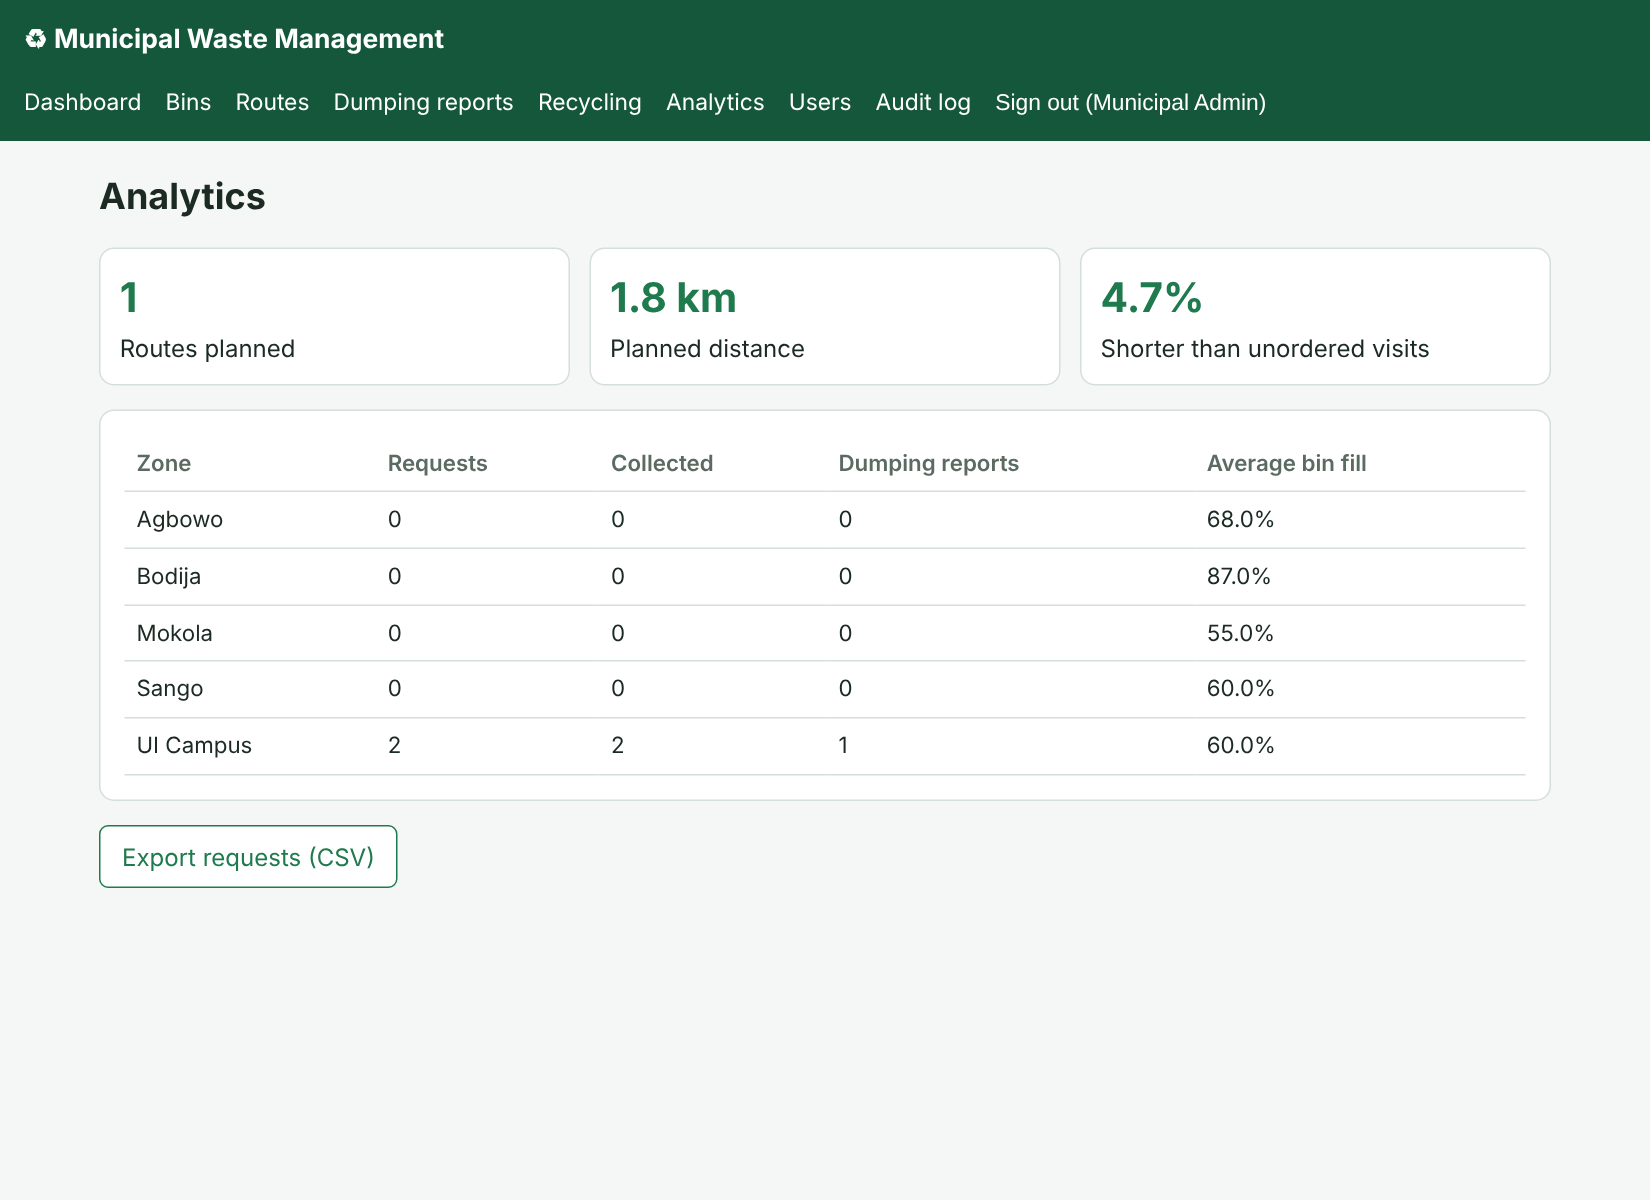 ♻ Municipal Waste Management
Dashboard Bins Routes Dumping reports Recycling Analytics Users Audit log Sign out (Municipal Admin)
Analytics
1
Routes planned
1.8 km
Planned distance
4.7%
Shorter than unordered visits
Zone Requests Collected Dumping reports Average bin fill
Agbowo 0 0 0 68.0%
Bodija 0 0 0 87.0%
Mokola 0 0 0 55.0%
Sango 0 0 0 60.0%
UI Campus 2 2 1 60.0%
Export requests (CSV)